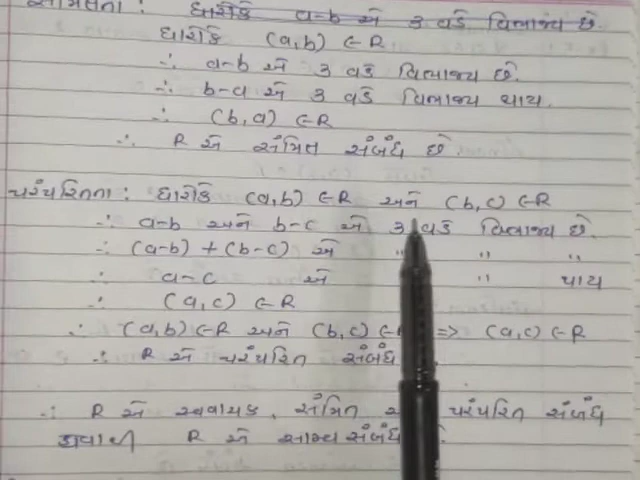 સંમિતતા : ધારોકે a-b એ 3 વડે વિભાજ્ય છે.
ધારોકે (a,b) ∈ R
∴ a-b એ 3 વડે વિભાજ્ય છે.
∴ b-a એ 3 વડે વિભાજ્ય થાય.
∴ (b,a) ∈ R
∴ R એ સંમિત સંબંધ છે
પરંપરિતતા : ધારોકે (a,b) ∈ R અને (b,c) ∈ R
∴ a-b અને b-c એ 3 વડે વિભાજ્ય છે.
∴ (a-b) + (b-c) એ " " "
∴ a-c એ " થાય
∴ (a,c) ∈ R
∴ (a,b) ∈ R અને (b,c) ∈ => (a,c) ∈ R
∴ R એ પરંપરિત સંબંધ
∴ R એ સ્વવાચક, સંમિત પરંપરિત સંબંધ
હોવાથી R એ સામ્ય સંબંધ